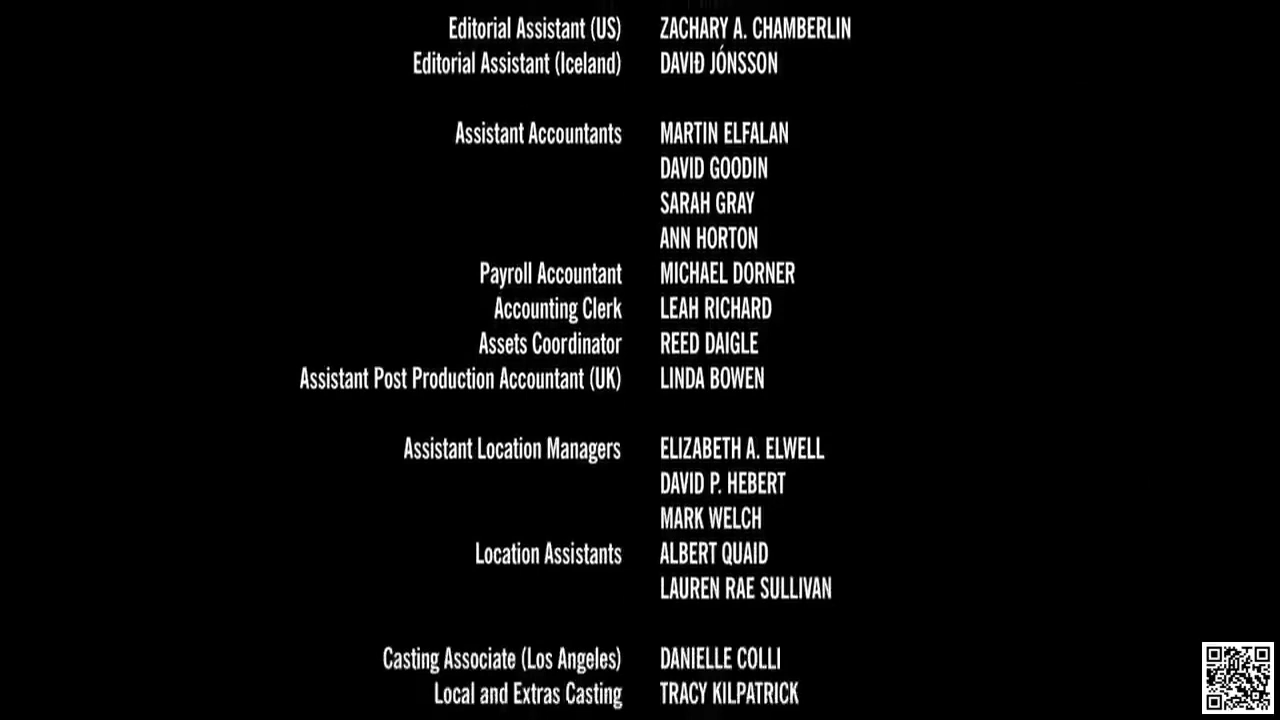 Editorial Assistant (US) ZACHARY A. CHAMBERLIN
Editorial Assistant (Iceland) DAVIÐ JÓNSSON
Assistant Accountants MARTIN ELFALAN
DAVID GOODIN
SARAH GRAY
ANN HORTON
Payroll Accountant MICHAEL DORNER
Accounting Clerk LEAH RICHARD
Assets Coordinator REED DAIGLE
Assistant Post Production Accountant (UK) LINDA BOWEN
Assistant Location Managers ELIZABETH A. ELWELL
DAVID P. HEBERT
MARK WELCH
Location Assistants ALBERT QUAID
LAUREN RAE SULLIVAN
Casting Associate (Los Angeles) DANIELLE COLLI
Local and Extras Casting TRACY KILPATRICK